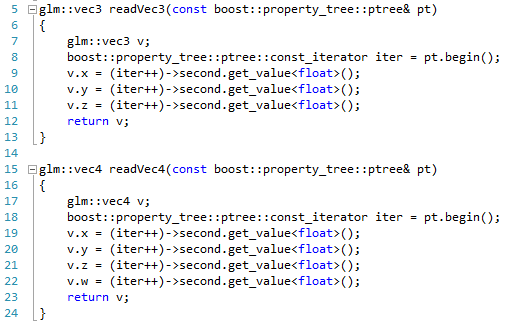 5 glm::vec3 readVec3(const boost::property_tree::ptree& pt)
6 {
7     glm::vec3 v;
8     boost::property_tree::ptree::const_iterator iter = pt.begin();
9     v.x = (iter++)->second.get_value<float>();
10     v.y = (iter++)->second.get_value<float>();
11     v.z = (iter++)->second.get_value<float>();
12     return v;
13 }
14
15 glm::vec4 readVec4(const boost::property_tree::ptree& pt)
16 {
17     glm::vec4 v;
18     boost::property_tree::ptree::const_iterator iter = pt.begin();
19     v.x = (iter++)->second.get_value<float>();
20     v.y = (iter++)->second.get_value<float>();
21     v.z = (iter++)->second.get_value<float>();
22     v.w = (iter++)->second.get_value<float>();
23     return v;
24 }